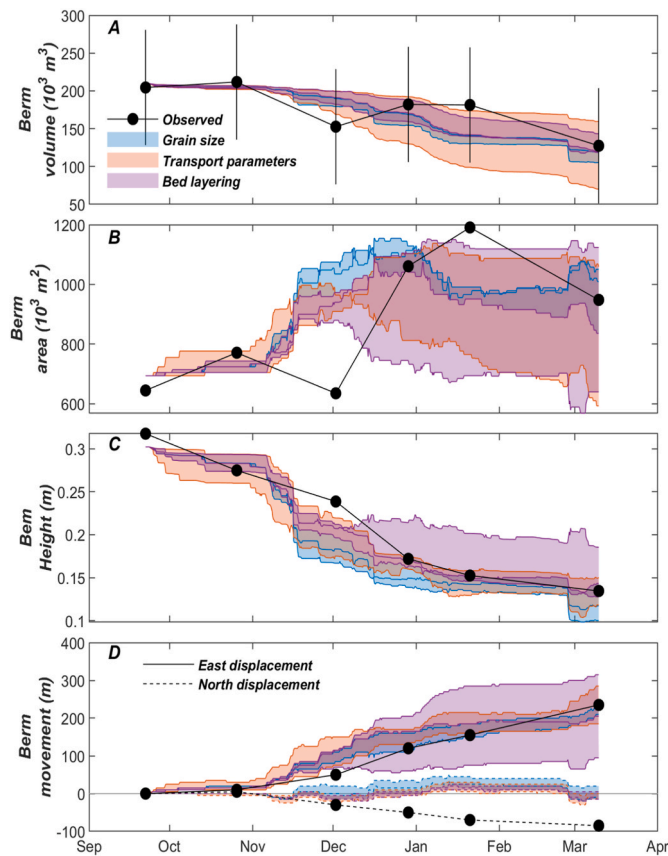 A
300
250
200
150
100
50
Berm
volume (10³ m³)
Observed
Grain size
Transport parameters
Bed layering
B
1200
1000
800
600
Berm
area (10³ m²)
C
0.3
0.25
0.2
0.15
0.1
Bem
Height (m)
D
400
300
200
100
0
-100
Berm
movement (m)
East displacement
North displacement
Sep Oct Nov Dec Jan Feb Mar Apr